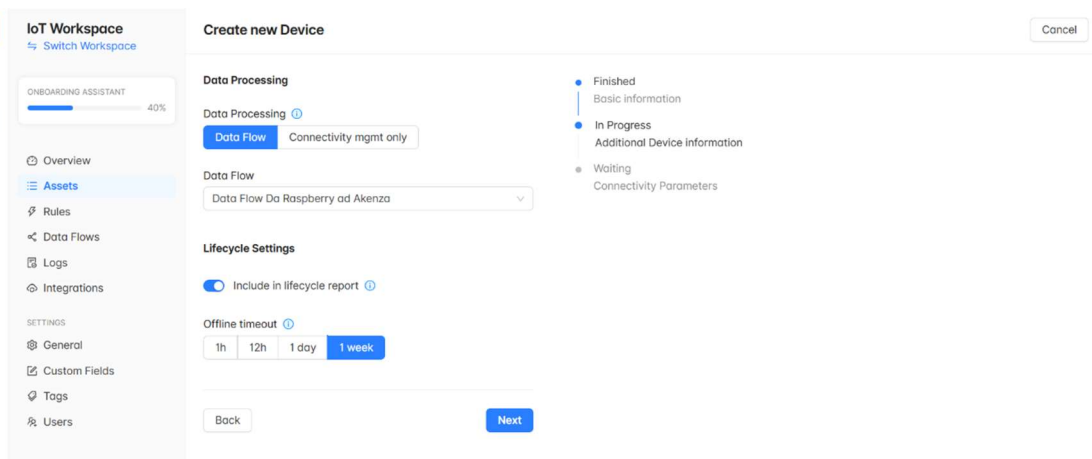 IoT Workspace
Switch Workspace
ONBOARDING ASSISTANT
40%
Overview
Assets
Rules
Data Flows
Logs
Integrations
SETTINGS
General
Custom Fields
Tags
Users
Create new Device
Cancel
Data Processing
Data Processing
Data Flow Connectivity mgmt only
Data Flow
Data Flow Da Raspberry ad Akenza
Lifecycle Settings
Include in lifecycle report
Offline timeout
1h 12h 1 day 1 week
Back Next
Finished
Basic information
In Progress
Additional Device information
Waiting
Connectivity Parameters